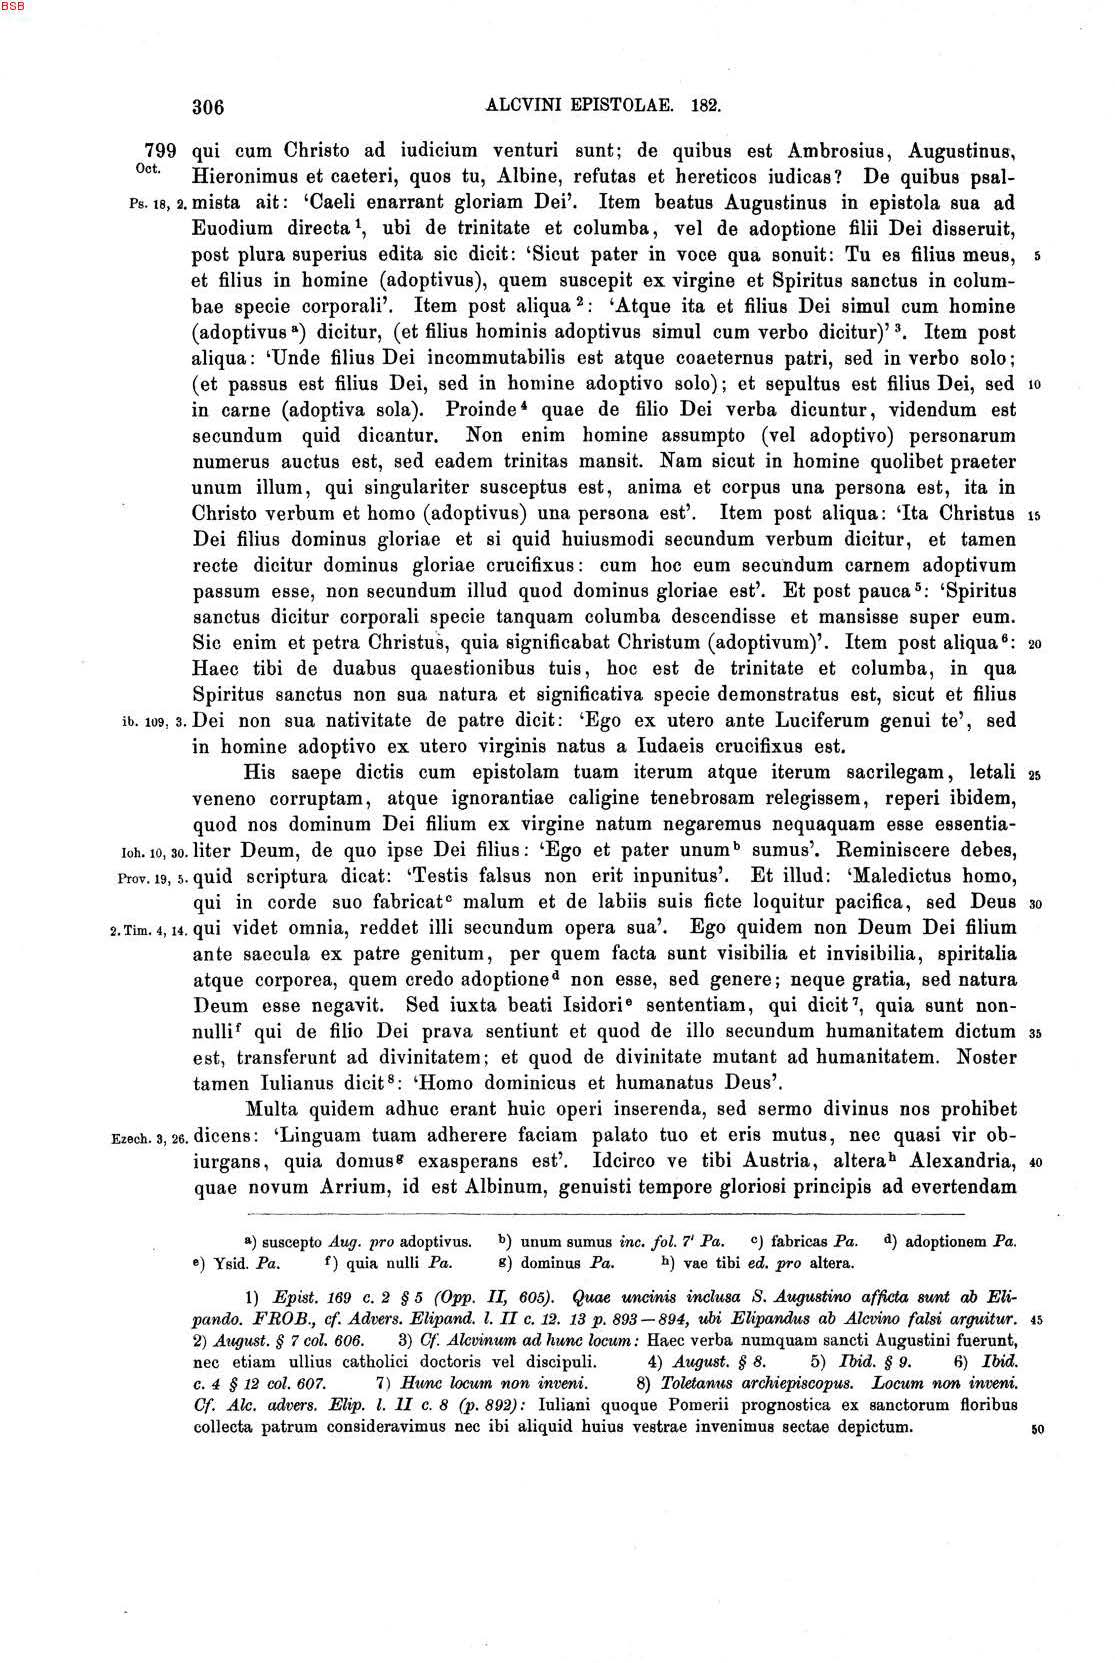 BSB
306 ALCVINI EPISTOLAE. 182.
799 qui cum Christo ad iudicium venturi sunt; de quibus est Ambrosius, Augustinus,
Oct. Hieronimus et caeteri, quos tu, Albine, refutas et hereticos iudicas? De quibus psal-
Ps. 18, 2. mista ait: ‘Caeli enarrant gloriam Dei’. Item beatus Augustinus in epistola sua ad
Euodium directa¹, ubi de trinitate et columba, vel de adoptione filii Dei disseruit,
post plura superius edita sic dicit: ‘Sicut pater in voce qua sonuit: Tu es filius meus, 5
et filius in homine (adoptivus), quem suscepit ex virgine et Spiritus sanctus in colum-
bae specie corporali’. Item post aliqua²: ‘Atque ita et filius Dei simul cum homine
(adoptivusᵃ) dicitur, (et filius hominis adoptivus simul cum verbo dicitur)’³. Item post
aliqua: ‘Unde filius Dei incommutabilis est atque coaeternus patri, sed in verbo solo;
(et passus est filius Dei, sed in homine adoptivo solo); et sepultus est filius Dei, sed 10
in carne (adoptiva sola). Proinde⁴ quae de filio Dei verba dicuntur, videndum est
secundum quid dicantur. Non enim homine assumpto (vel adoptivo) personarum
numerus auctus est, sed eadem trinitas mansit. Nam sicut in homine quolibet praeter
unum illum, qui singulariter susceptus est, anima et corpus una persona est, ita in
Christo verbum et homo (adoptivus) una persona est’. Item post aliqua: ‘Ita Christus 15
Dei filius dominus gloriae et si quid huiusmodi secundum verbum dicitur, et tamen
recte dicitur dominus gloriae crucifixus: cum hoc eum secundum carnem adoptivum
passum esse, non secundum illud quod dominus gloriae est’. Et post pauca⁵: ‘Spiritus
sanctus dicitur corporali specie tanquam columba descendisse et mansisse super eum.
Sic enim et petra Christus, quia significabat Christum (adoptivum)’. Item post aliqua⁶: 20
Haec tibi de duabus quaestionibus tuis, hoc est de trinitate et columba, in qua
Spiritus sanctus non sua natura et significativa specie demonstratus est, sicut et filius
ib. 109, 3. Dei non sua nativitate de patre dicit: ‘Ego ex utero ante Luciferum genui te’, sed
in homine adoptivo ex utero virginis natus a Iudaeis crucifixus est.
His saepe dictis cum epistolam tuam iterum atque iterum sacrilegam, letali 25
veneno corruptam, atque ignorantiae caligine tenebrosam relegissem, reperi ibidem,
quod nos dominum Dei filium ex virgine natum negaremus nequaquam esse essentia-
Ioh. 10, 30. liter Deum, de quo ipse Dei filius: ‘Ego et pater unumᵇ sumus’. Reminiscere debes,
Prov. 19, 5. quid scriptura dicat: ‘Testis falsus non erit inpunitus’. Et illud: ‘Maledictus homo,
qui in corde suo fabricatᶜ malum et de labiis suis ficte loquitur pacifica, sed Deus 30
2. Tim. 4, 14. qui videt omnia, reddet illi secundum opera sua’. Ego quidem non Deum Dei filium
ante saecula ex patre genitum, per quem facta sunt visibilia et invisibilia, spiritalia
atque corporea, quem credo adoptioneᵈ non esse, sed genere; neque gratia, sed natura
Deum esse negavit. Sed iuxta beati Isidoriᵉ sententiam, qui dicit⁷, quia sunt non-
nulliᶠ qui de filio Dei prava sentiunt et quod de illo secundum humanitatem dictum 35
est, transferunt ad divinitatem; et quod de divinitate mutant ad humanitatem. Noster
tamen Iulianus dicit⁸: ‘Homo dominicus et humanatus Deus’.
Multa quidem adhuc erant huic operi inserenda, sed sermo divinus nos prohibet
Ezech. 3, 26. dicens: ‘Linguam tuam adherere faciam palato tuo et eris mutus, nec quasi vir ob-
iurgans, quia domusᵍ exasperans est’. Idcirco ve tibi Austria, alteraʰ Alexandria, 40
quae novum Arrium, id est Albinum, genuisti tempore gloriosi principis ad evertendam
a) suscepto Aug. pro adoptivus. b) unum sumus inc. fol. 7' Pa. c) fabricas Pa. d) adoptionem Pa.
e) Ysid. Pa. f) quia nulli Pa. g) dominus Pa. h) vae tibi ed. pro altera.
1) Epist. 169 c. 2 § 5 (Opp. II, 605). Quae uncinis inclusa S. Augustino afficta sunt ab Eli-
pando. FROB., cf. Advers. Elipand. l. II c. 12. 13 p. 893—894, ubi Elipandus ab Alcvino falsi arguitur. 45
2) August. § 7 col. 606. 3) Cf. Alcvinum ad hunc locum: Haec verba numquam sancti Augustini fuerunt,
nec etiam ullius catholici doctoris vel discipuli. 4) August. § 8. 5) Ibid. § 9. 6) Ibid.
c. 4 § 12 col. 607. 7) Hunc locum non inveni. 8) Toletanus archiepiscopus. Locum non inveni.
Cf. Alc. advers. Elip. l. II c. 8 (p. 892): Iuliani quoque Pomerii prognostica ex sanctorum floribus
collecta patrum consideravimus nec ibi aliquid huius vestrae invenimus sectae depictum. 50